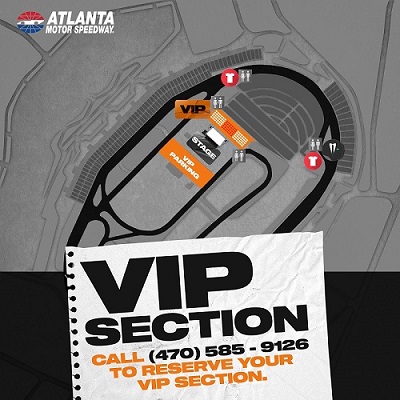 ATLANTA
MOTOR SPEEDWAY
VIP
STAGE
VIP
PARKING
VIP
SECTION
CALL (470) 585 - 9126
TO RESERVE YOUR
VIP SECTION.